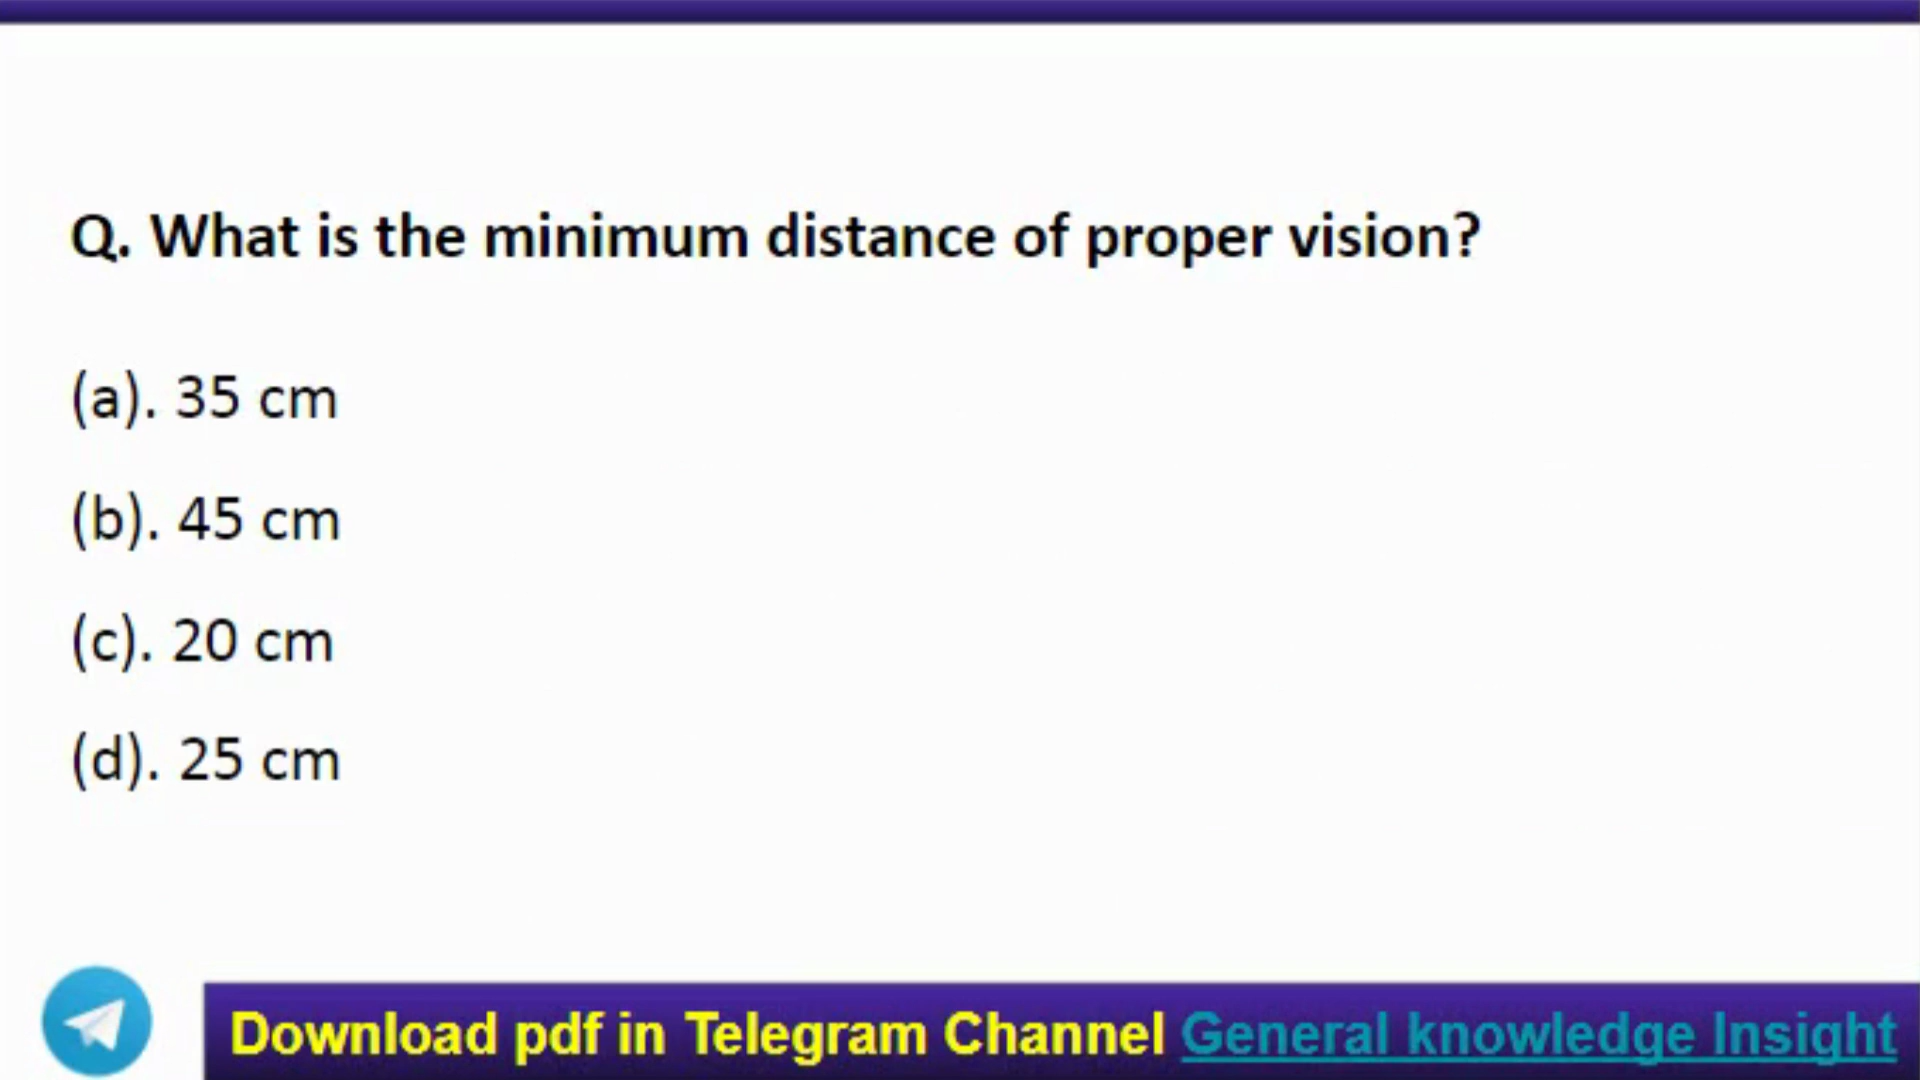 Q. What is the minimum distance of proper vision?
(a). 35 cm
(b). 45 cm
(c). 20 cm
(d). 25 cm
Download pdf in Telegram Channel General knowledge Insight